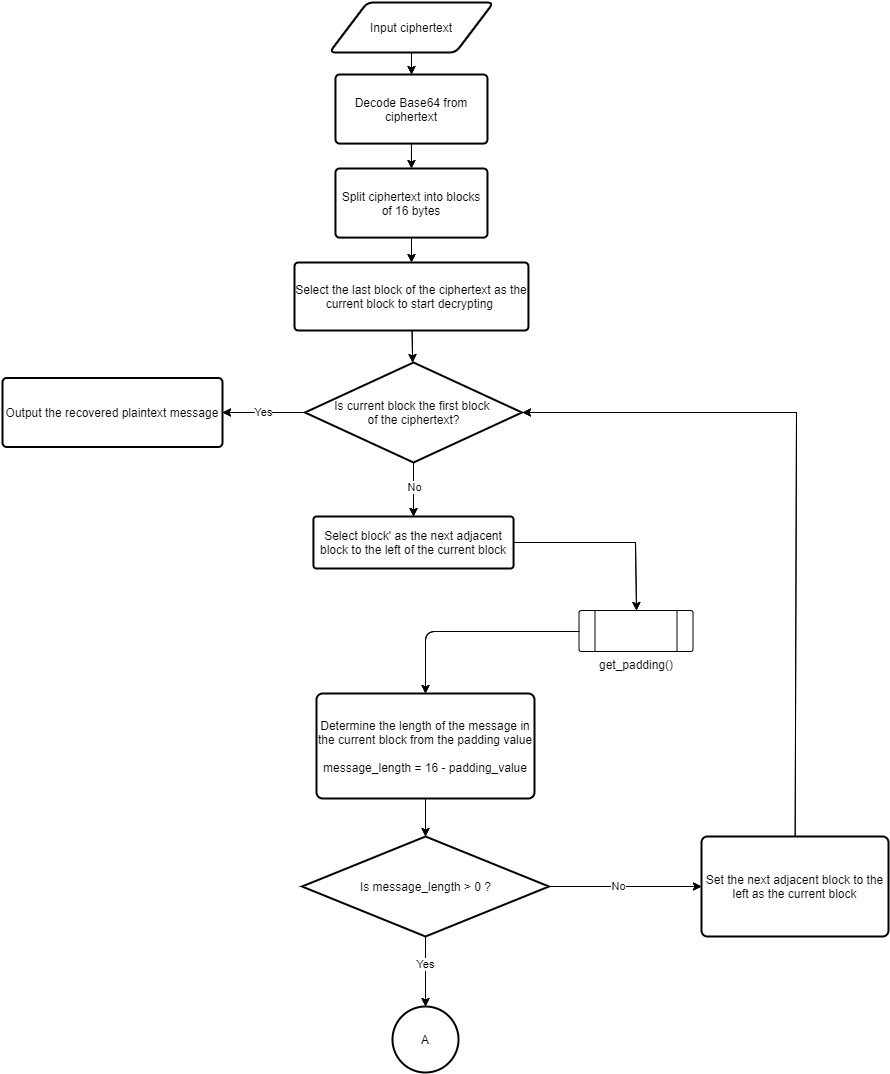 Input ciphertext
Decode Base64 from
ciphertext
Split ciphertext into blocks
of 16 bytes
Select the last block of the ciphertext as the
current block to start decrypting
Is current block the first block
of the ciphertext?
Yes
Output the recovered plaintext message
No
Select block' as the next adjacent
block to the left of the current block
get_padding()
Determine the length of the message in
the current block from the padding value
message_length = 16 - padding_value
Is message_length > 0 ?
No
Set the next adjacent block to the
left as the current block
Yes
A